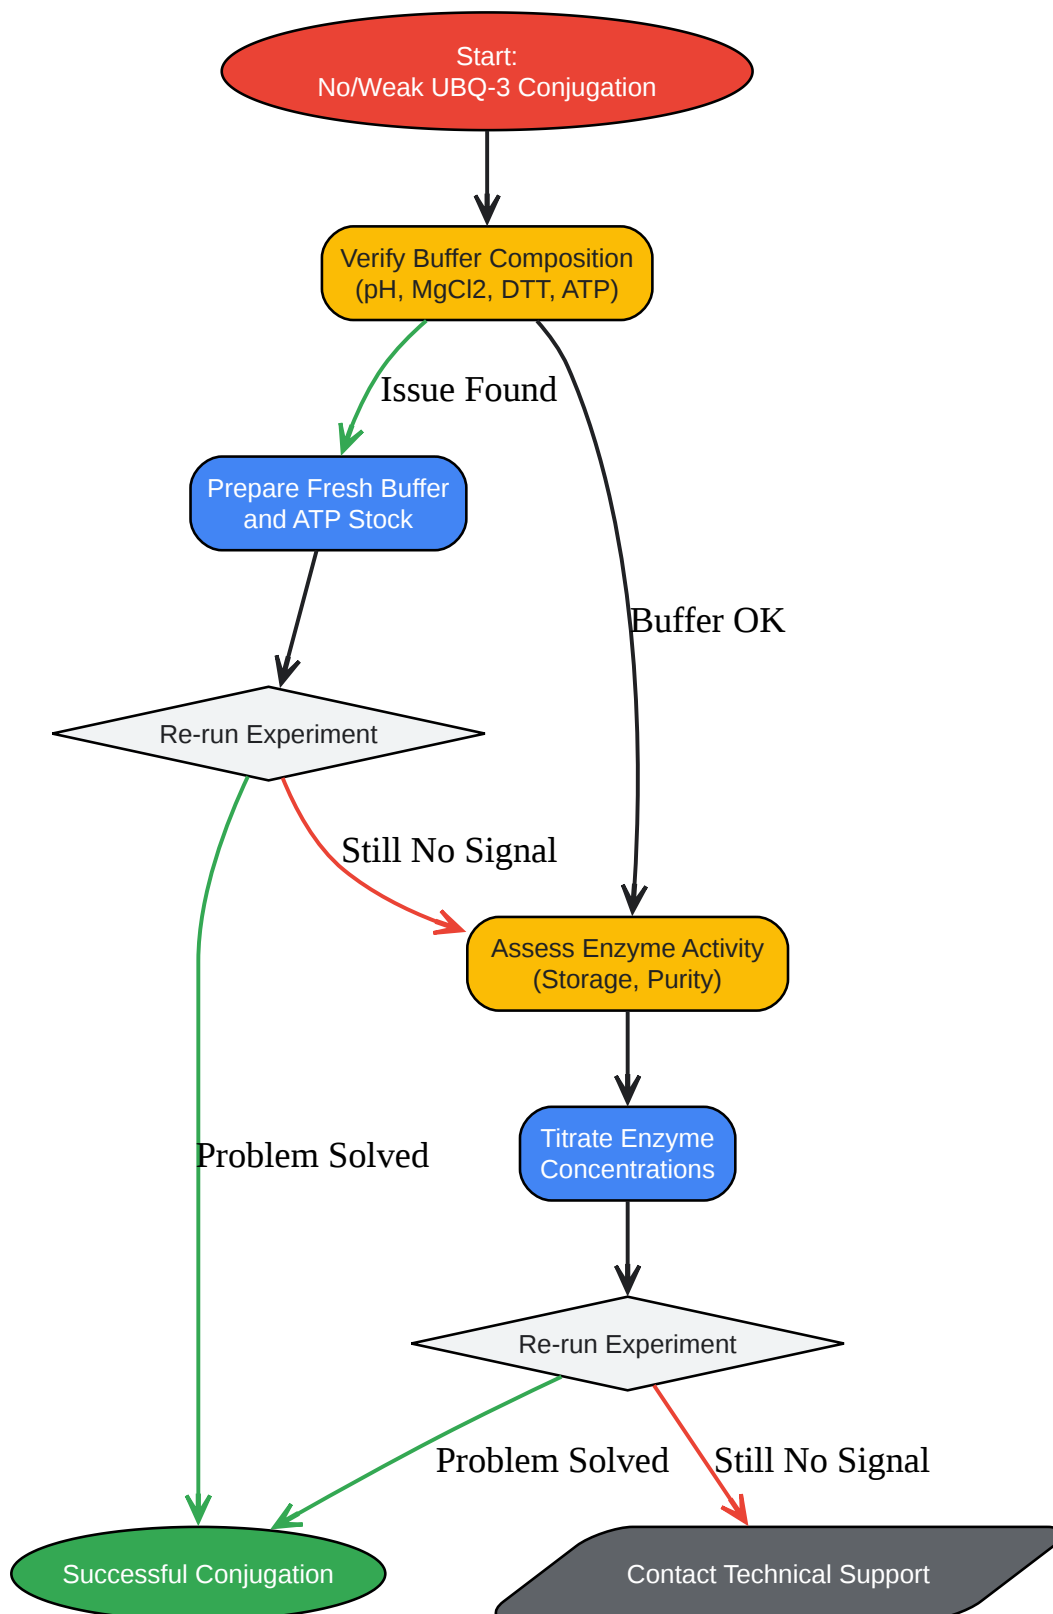 Start:
No/Weak UBQ-3 Conjugation
Verify Buffer Composition
(pH, MgCl2, DTT, ATP)
Issue Found
Prepare Fresh Buffer
and ATP Stock
Buffer OK
Re-run Experiment
Still No Signal
Assess Enzyme Activity
(Storage, Purity)
Problem Solved
Titrate Enzyme
Concentrations
Re-run Experiment
Problem Solved
Still No Signal
Successful Conjugation
Contact Technical Support